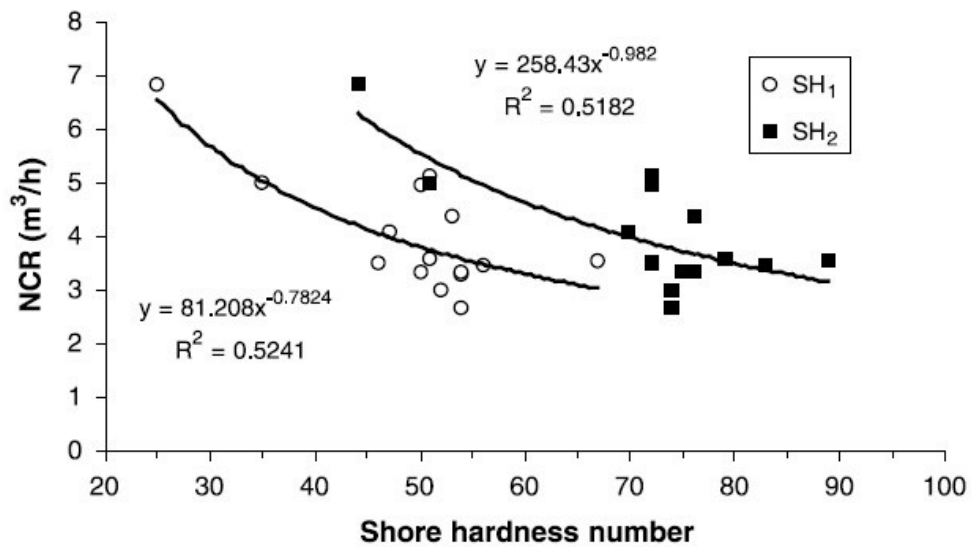 8
7
6
5
4
3
2
1
0
NCR (m³/h)
y = 258.43x^-0.982
R² = 0.5182
SH₁
SH₂
y = 81.208x^-0.7824
R² = 0.5241
20 30 40 50 60 70 80 90 100
Shore hardness number